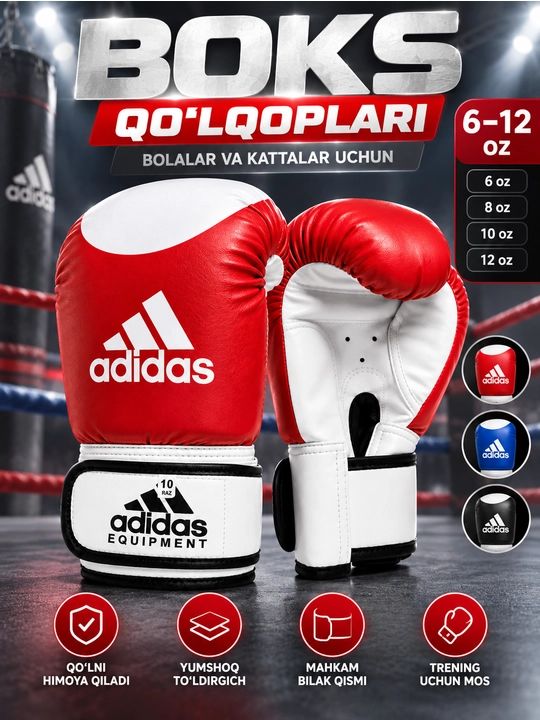 BOKS
QO‘LQOPLARI
BOLALAR VA KATTALAR UCHUN
6–12
oz
6 oz
8 oz
10 oz
12 oz
adidas
adidas
10
RAZ
adidas
EQUIPMENT
adidas
adidas
adidas
QO‘LNI
HIMOYA QILADI
YUMSHOQ
TO‘LDIRGICH
MAHKAM
BILAK QISMI
TRENING
UCHUN MOS